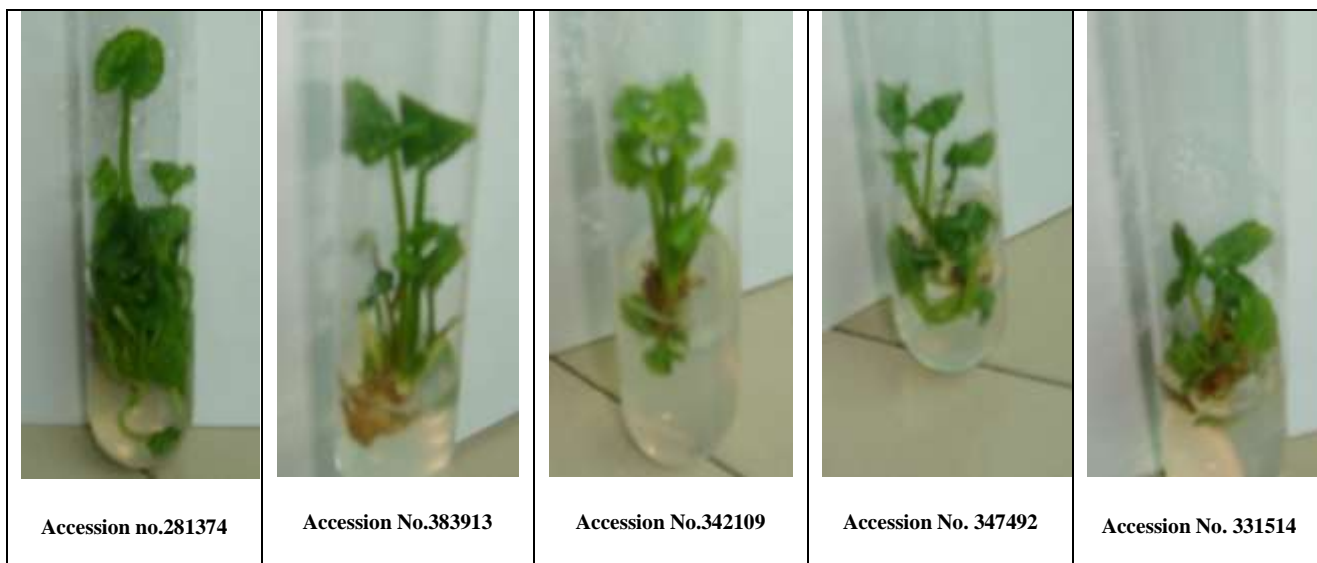 Accession no.281374
Accession No.383913
Accession No.342109
Accession No. 347492
Accession No. 331514